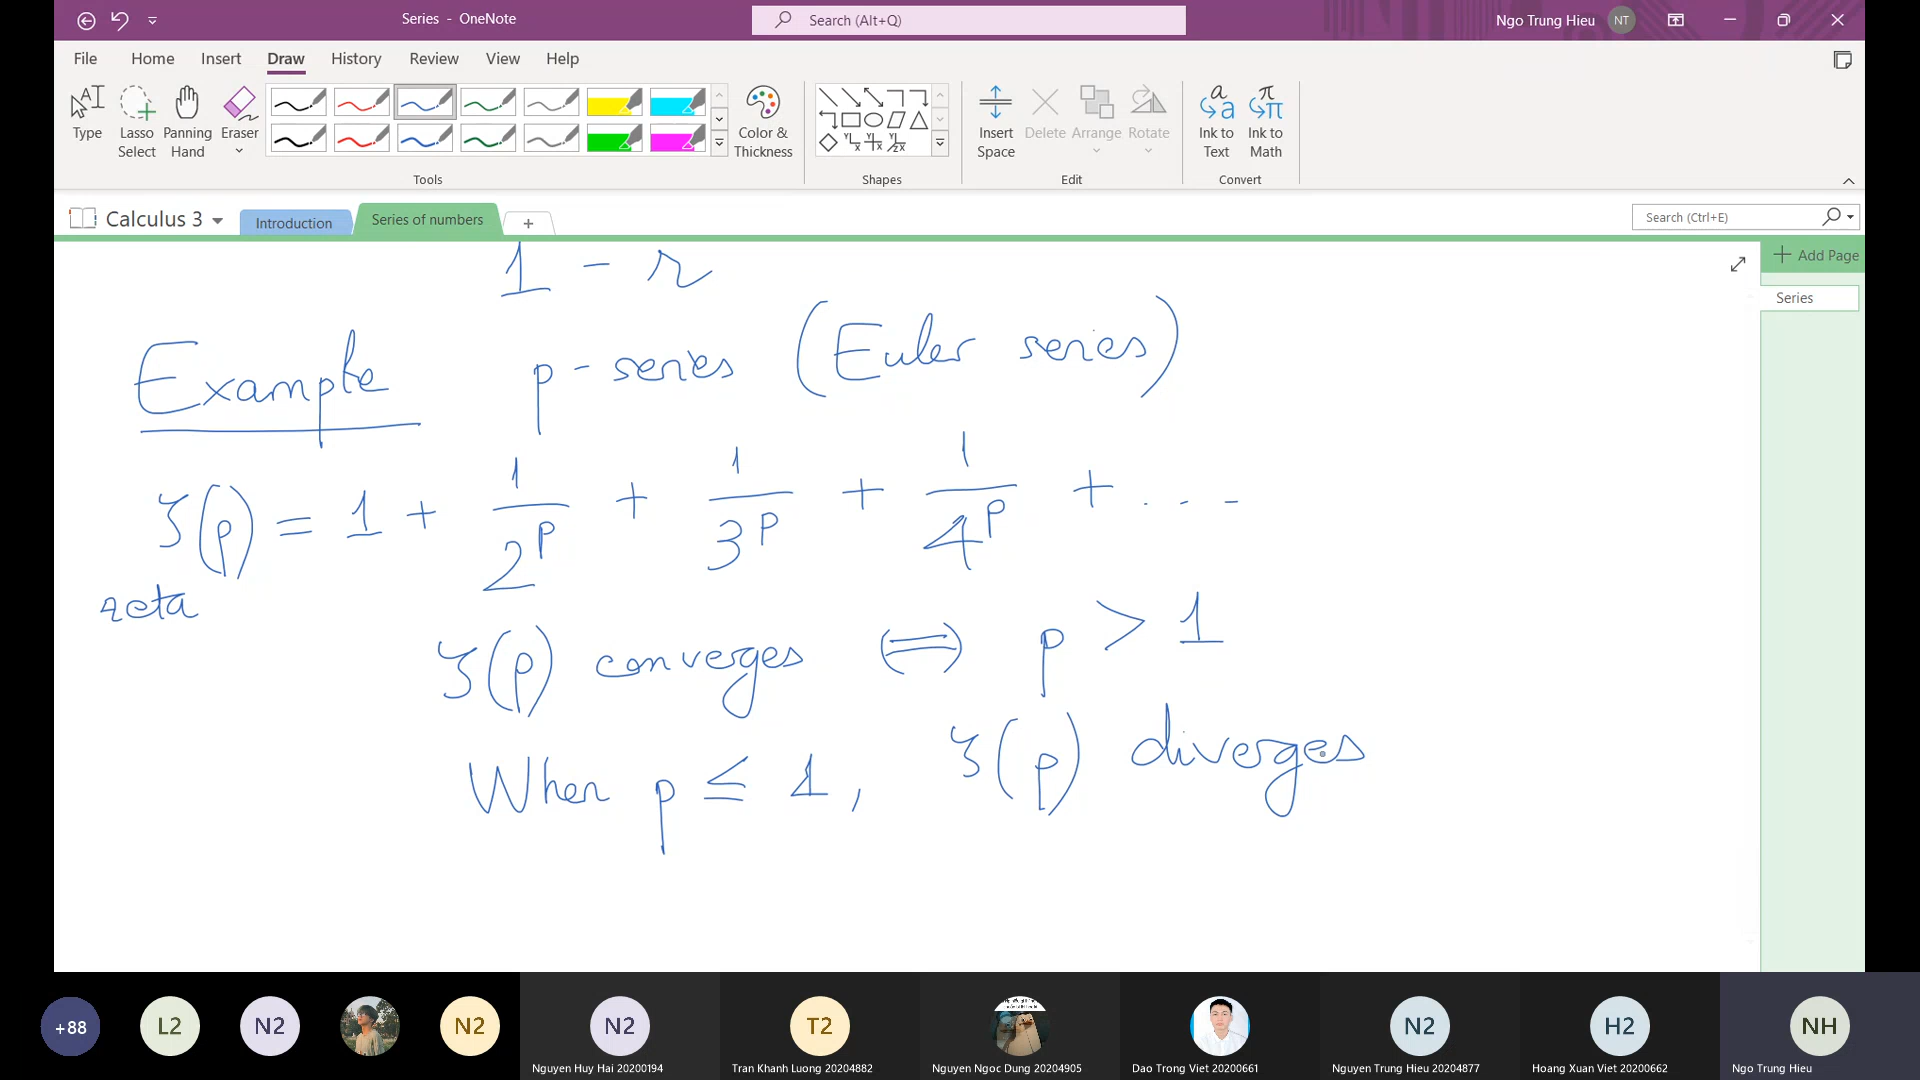 Series - OneNote
Search (Alt+Q)
Ngo Trung Hieu NT
File Home Insert Draw History Review View Help
Type
Lasso Select
Panning Hand
Eraser
Color & Thickness
Insert Space
Delete
Arrange
Rotate
Ink to Text
Ink to Math
Tools
Shapes
Edit
Convert
Calculus 3
Introduction
Series of numbers
+
Search (Ctrl+E)
Add Page
Series
1 - r
Example p - series (Euler series)
ζ(p) = 1 + 1/2^p + 1/3^p + 1/4^p + . . .
zeta
ζ(p) converges ⟺ p > 1
When p ≤ 1, ζ(p) diverges
+88 L2 N2 N2 N2 T2 N2 H2 NH
Nguyen Huy Hai 20200194
Tran Khanh Luong 20204882
Nguyen Ngoc Dung 20204905
Dao Trong Viet 20200661
Nguyen Trung Hieu 20204877
Hoang Xuan Viet 20200662
Ngo Trung Hieu